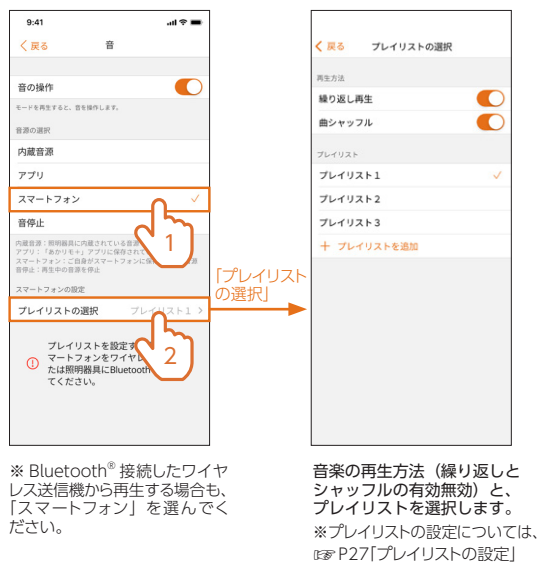 9:41
戻る
音
音の操作
モードを再生すると、音を操作します。
音源の選択
内蔵音源
アプリ
スマートフォン
音停止
1
内蔵音源：照明器具に内蔵されている音源
アプリ：「あかりモ+」アプリに保存されて
スマートフォン：ご自身がスマートフォンに保 源
音停止：再生中の音源を停止
スマートフォンの設定
プレイリストの選択 プレイリスト1
2
プレイリストを設定す
マートフォンをワイヤレ
たは照明器具にBluetooth
てください。
※ Bluetooth® 接続したワイヤ
レス送信機から再生する場合も、
「スマートフォン」を選んでく
ださい。
「プレイリスト
の選択」
戻る
プレイリストの選択
再生方法
繰り返し再生
曲シャッフル
プレイリスト
プレイリスト1
プレイリスト2
プレイリスト3
＋ プレイリストを追加
音楽の再生方法（繰り返しと
シャッフルの有効無効）と、
プレイリストを選択します。
※プレイリストの設定については、
☞P27「プレイリストの設定」